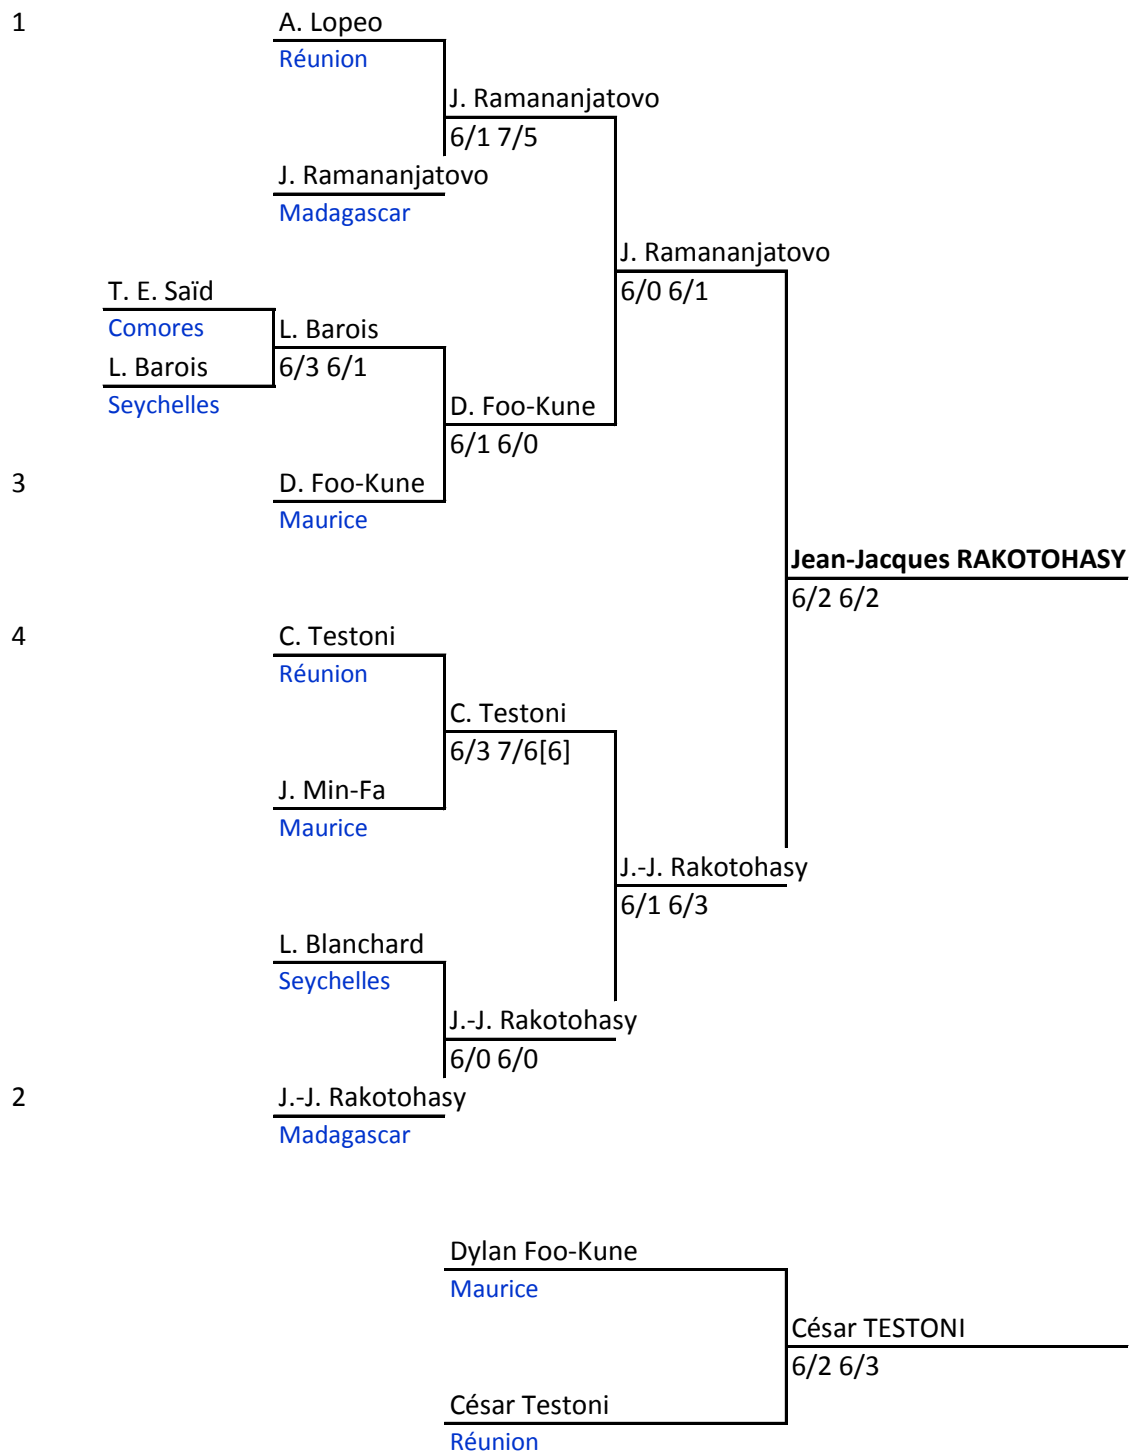 1
A. Lopeo
Réunion
J. Ramananjatovo
6/1 7/5
J. Ramananjatovo
Madagascar
J. Ramananjatovo
6/0 6/1
T. E. Saïd
Comores
L. Barois
L. Barois
6/3 6/1
Seychelles
D. Foo-Kune
6/1 6/0
3
D. Foo-Kune
Maurice
Jean-Jacques RAKOTOHASY
6/2 6/2
4
C. Testoni
Réunion
C. Testoni
6/3 7/6[6]
J. Min-Fa
Maurice
J.-J. Rakotohasy
6/1 6/3
L. Blanchard
Seychelles
J.-J. Rakotohasy
6/0 6/0
2
J.-J. Rakotohasy
Madagascar
Dylan Foo-Kune
Maurice
César TESTONI
6/2 6/3
César Testoni
Réunion